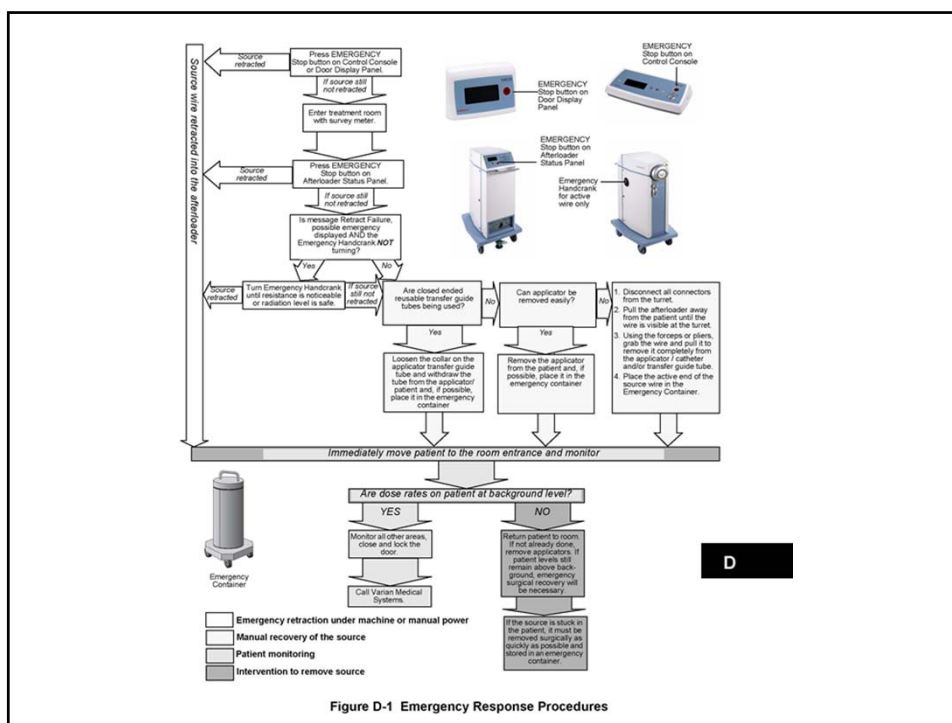 Source wire retracted into the afterloader
Source
retracted
Press EMERGENCY
Stop button on Control Console
or Door Display Panel.
If source still
not retracted
Enter treatment room
with survey meter.
Source
retracted
Press EMERGENCY
Stop button on
Afterloader Status Panel.
If source still
not retracted
Is message Retract Failure,
possible emergency
displayed AND the
Emergency Handcrank NOT
turning?
Yes
No
Source
retracted
Turn Emergency Handcrank
until resistance is noticeable
or radiation level is safe.
If source
still not
retracted
EMERGENCY
Stop button on
Door Display
Panel
EMERGENCY
Stop button on
Control Console
EMERGENCY
Stop button on
Afterloader
Status Panel
Emergency
Handcrank
for active
wire only
Are closed ended
reusable transfer guide
tubes being used?
No
Can applicator be
removed easily?
No
1. Disconnect all connectors
from the turret.
2. Pull the afterloader away
from the patient until the
wire is visible at the turret.
3. Using the forceps or pliers,
grab the wire and pull it to
remove it completely from
the applicator / catheter
and/or transfer guide tube.
4. Place the active end of the
source wire in the
Emergency Container.
Yes
Yes
Loosen the collar on the
applicator transfer guide
tube and withdraw the
tube from the applicator/
patient and, if possible,
place it in the emergency
container
Remove the applicator
from the patient and, if
possible, place it in the
emergency container
Immediately move patient to the room entrance and monitor
Are dose rates on patient at background level?
YES
NO
Monitor all other areas,
close and lock the
door.
Call Varian Medical
Systems.
Return patient to room.
If not already done,
remove applicators. If
patient levels still
remain above back-
ground, emergency
surgical recovery will
be necessary.
If the source is stuck in
the patient, it must be
removed surgically as
quickly as possible and
stored in an emergency
container.
Emergency
Container
D
Emergency retraction under machine or manual power
Manual recovery of the source
Patient monitoring
Intervention to remove source
Figure D-1 Emergency Response Procedures